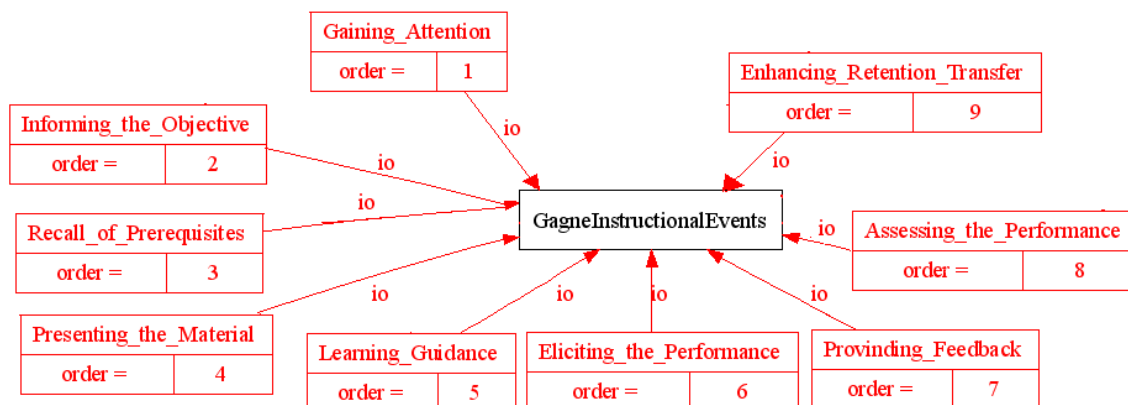 Gaining_Attention
order = 1
Enhancing_Retention_Transfer
order = 9
Informing_the_Objective
order = 2
io
io
io
io
GagneInstructionalEvents
Recall_of_Prerequisites
order = 3
Assessing_the_Performance
order = 8
io
io
io
io
io
Presenting_the_Material
order = 4
Learning_Guidance
order = 5
Eliciting_the_Performance
order = 6
Provinding_Feedback
order = 7